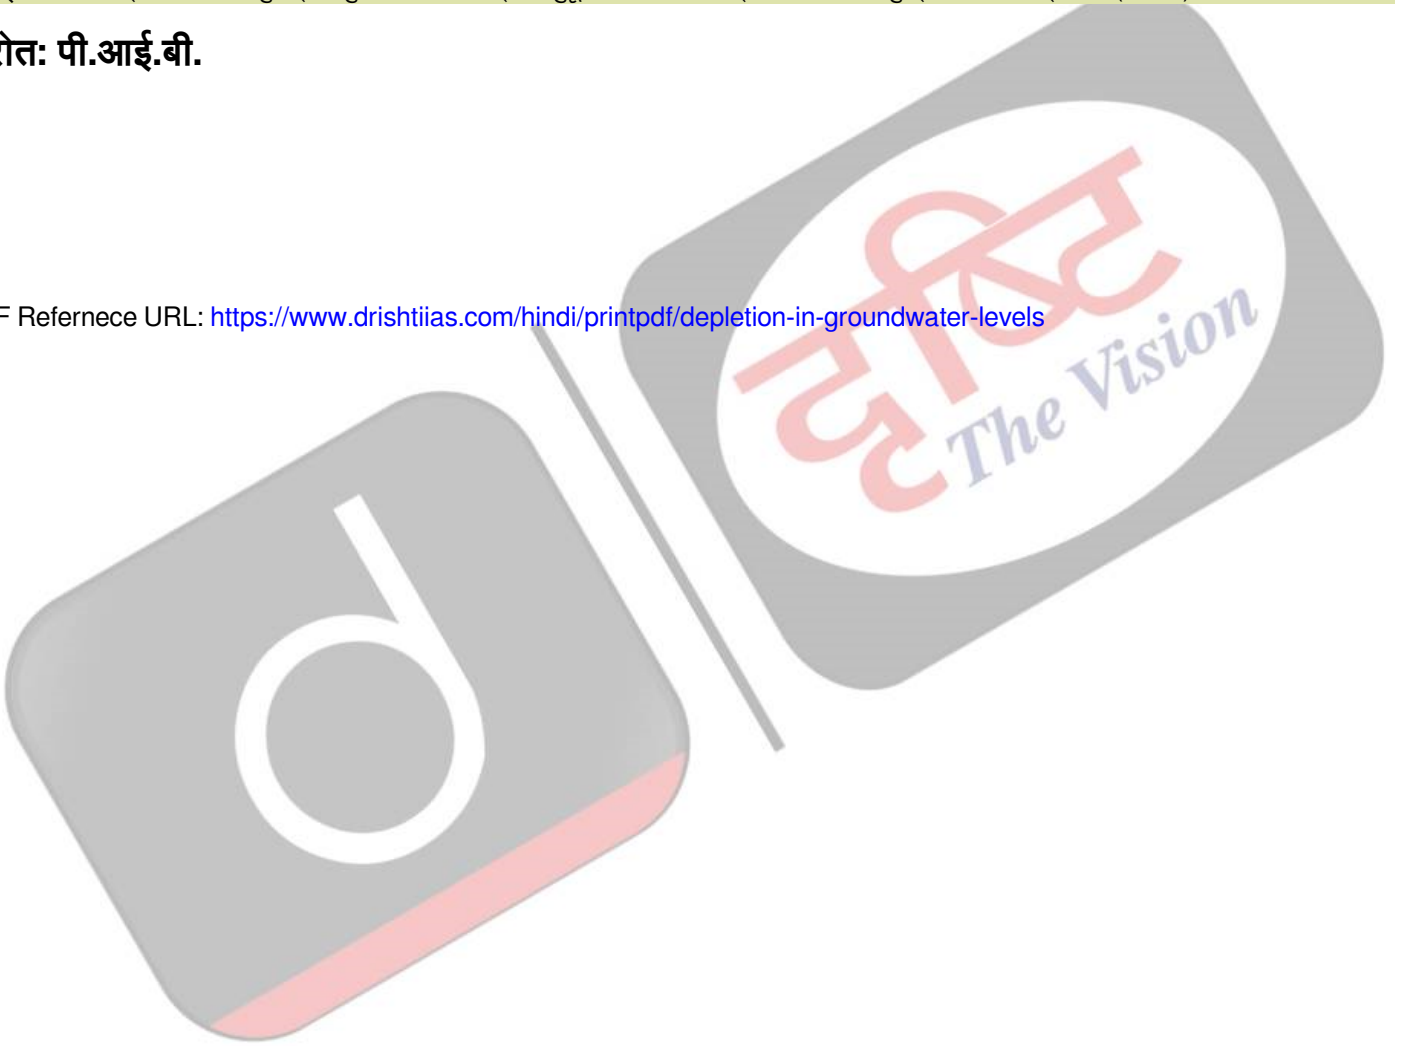 रोत: पी.आई.बी.
F Refernece URL: https://www.drishtiias.com/hindi/printpdf/depletion-in-groundwater-levels
दृष्टि
The Vision
d